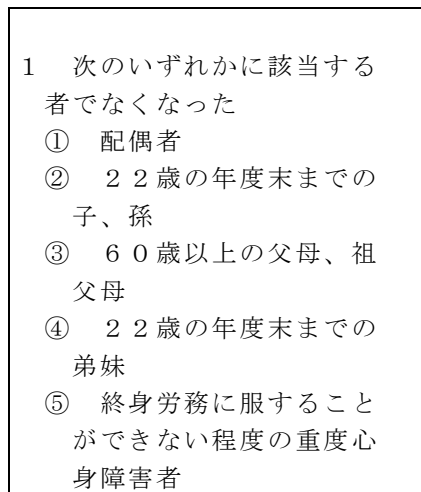 １　次のいずれかに該当する
者でなくなった
①　配偶者
②　２２歳の年度末までの
子、孫
③　６０歳以上の父母、祖
父母
④　２２歳の年度末までの
弟妹
⑤　終身労務に服すること
ができない程度の重度心
身障害者